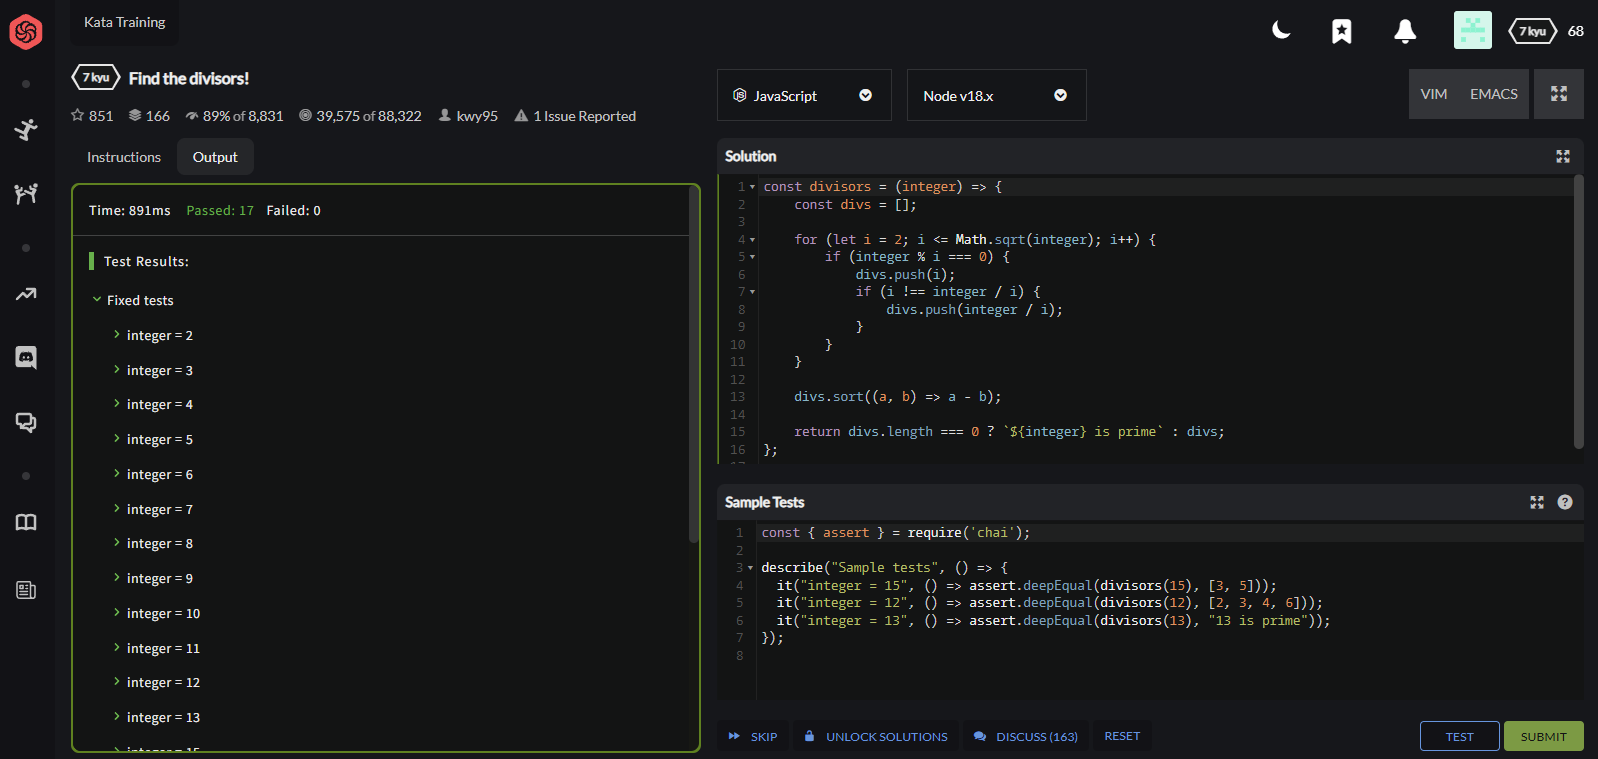 Kata Training
7 kyu 68
7 kyu Find the divisors!
851 166 89% of 8,831 39,575 of 88,322 kwy95 1 Issue Reported
Instructions Output
Time: 891ms Passed: 17 Failed: 0
Test Results:
Fixed tests
integer = 2
integer = 3
integer = 4
integer = 5
integer = 6
integer = 7
integer = 8
integer = 9
integer = 10
integer = 11
integer = 12
integer = 13
integer = 15
JavaScript Node v18.x VIM EMACS
Solution
1 const divisors = (integer) => {
2 const divs = [];
3
4 for (let i = 2; i <= Math.sqrt(integer); i++) {
5 if (integer % i === 0) {
6 divs.push(i);
7 if (i !== integer / i) {
8 divs.push(integer / i);
9 }
10 }
11 }
12
13 divs.sort((a, b) => a - b);
14
15 return divs.length === 0 ? `${integer} is prime` : divs;
16 };
17
Sample Tests
1 const { assert } = require('chai');
2
3 describe("Sample tests", () => {
4 it("integer = 15", () => assert.deepEqual(divisors(15), [3, 5]));
5 it("integer = 12", () => assert.deepEqual(divisors(12), [2, 3, 4, 6]));
6 it("integer = 13", () => assert.deepEqual(divisors(13), "13 is prime"));
7 });
8
SKIP UNLOCK SOLUTIONS DISCUSS (163) RESET TEST SUBMIT